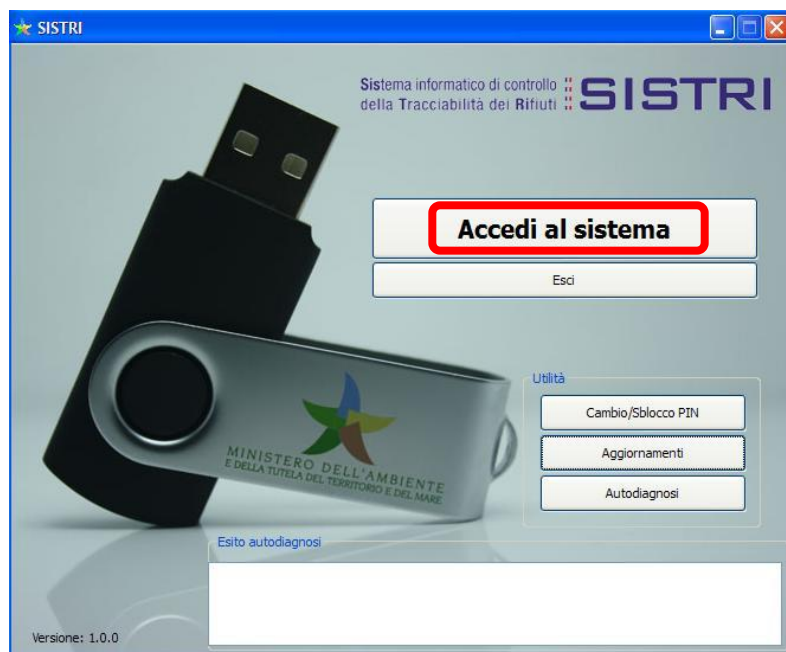 SISTRI
Sistema informatico di controllo
della Tracciabilità dei Rifiuti
SISTRI
Accedi al sistema
Esci
Utilità
Cambio/Sblocco PIN
Aggiornamenti
Autodiagnosi
MINISTERO DELL'AMBIENTE
E DELLA TUTELA DEL TERRITORIO E DEL MARE
Esito autodiagnosi
Versione: 1.0.0